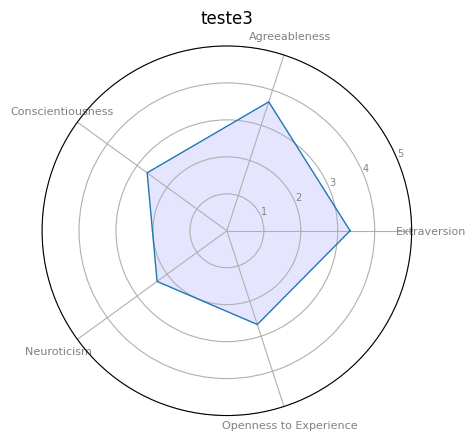 teste3
Agreeableness
Conscientiousness
5
4
3
2
1
Extraversion
Neuroticism
Openness to Experience